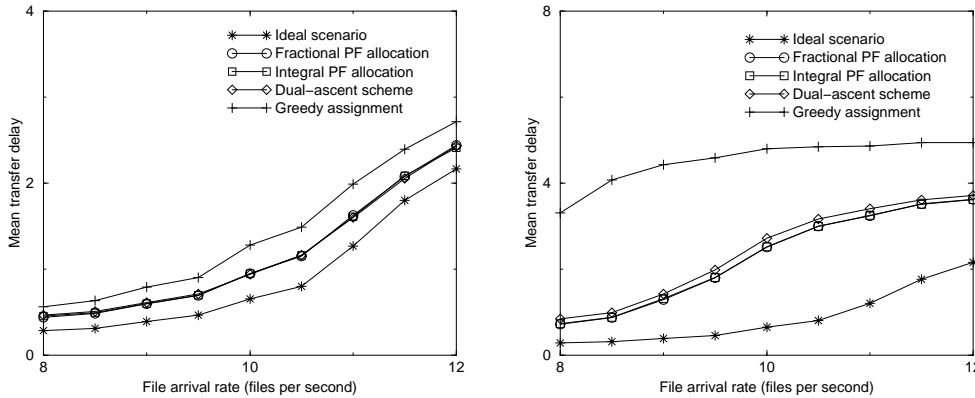 4
2
0
8
10
12
Mean transfer delay
File arrival rate (files per second)
Ideal scenario
Fractional PF allocation
Integral PF allocation
Dual−ascent scheme
Greedy assignment
8
4
0
8
10
12
Mean transfer delay
File arrival rate (files per second)
Ideal scenario
Fractional PF allocation
Integral PF allocation
Dual−ascent scheme
Greedy assignment